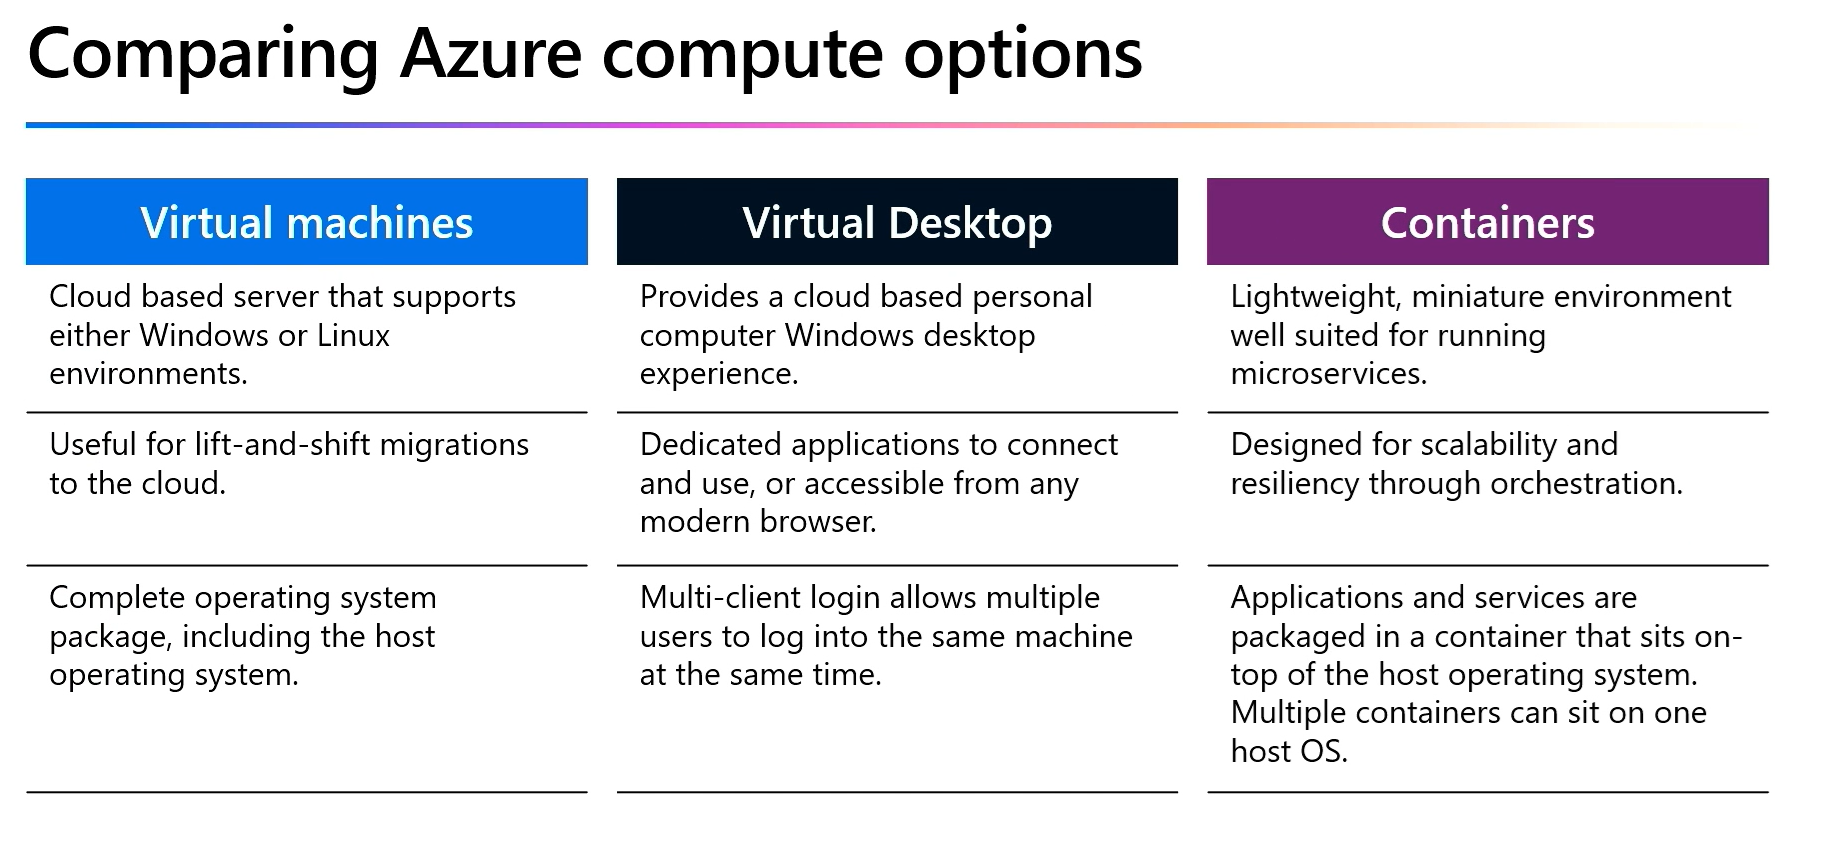 Comparing Azure compute options
Virtual machines
Cloud based server that supports
either Windows or Linux
environments.
Useful for lift-and-shift migrations
to the cloud.
Complete operating system
package, including the host
operating system.
Virtual Desktop
Provides a cloud based personal
computer Windows desktop
experience.
Dedicated applications to connect
and use, or accessible from any
modern browser.
Multi-client login allows multiple
users to log into the same machine
at the same time.
Containers
Lightweight, miniature environment
well suited for running
microservices.
Designed for scalability and
resiliency through orchestration.
Applications and services are
packaged in a container that sits on-
top of the host operating system.
Multiple containers can sit on one
host OS.